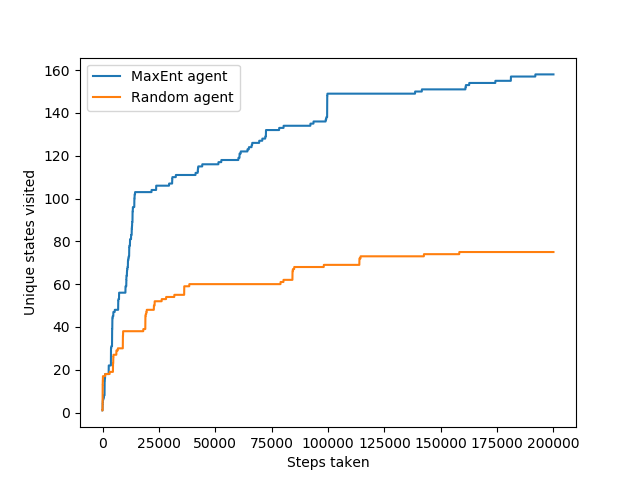 MaxEnt agent
Random agent
160
140
120
100
80
60
40
20
0
Unique states visited
0 25000 50000 75000 100000 125000 150000 175000 200000
Steps taken